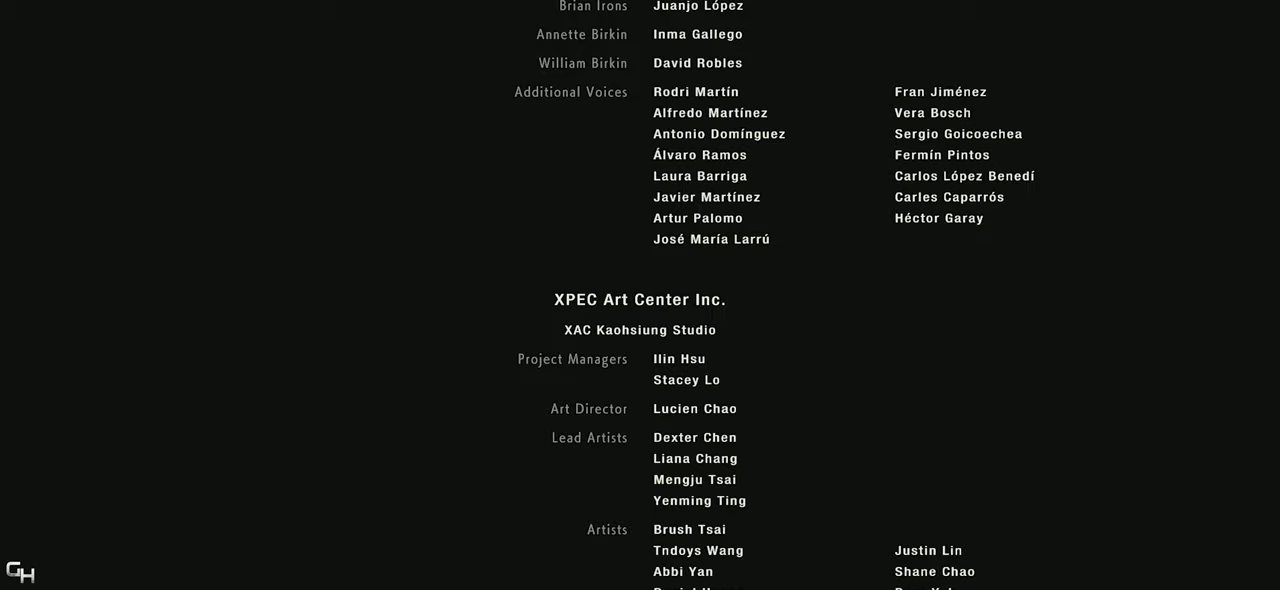 Brian Irons Juanjo López
Annette Birkin Inma Gallego
William Birkin David Robles
Additional Voices Rodri Martín Fran Jiménez
Alfredo Martínez Vera Bosch
Antonio Domínguez Sergio Goicoechea
Álvaro Ramos Fermín Pintos
Laura Barriga Carlos López Benedí
Javier Martínez Carles Caparrós
Artur Palomo Héctor Garay
José María Larrú
XPEC Art Center Inc.
XAC Kaohsiung Studio
Project Managers Ilin Hsu
Stacey Lo
Art Director Lucien Chao
Lead Artists Dexter Chen
Liana Chang
Mengju Tsai
Yenming Ting
Artists Brush Tsai
Tndoys Wang Justin Lin
Abbi Yan Shane Chao
GH